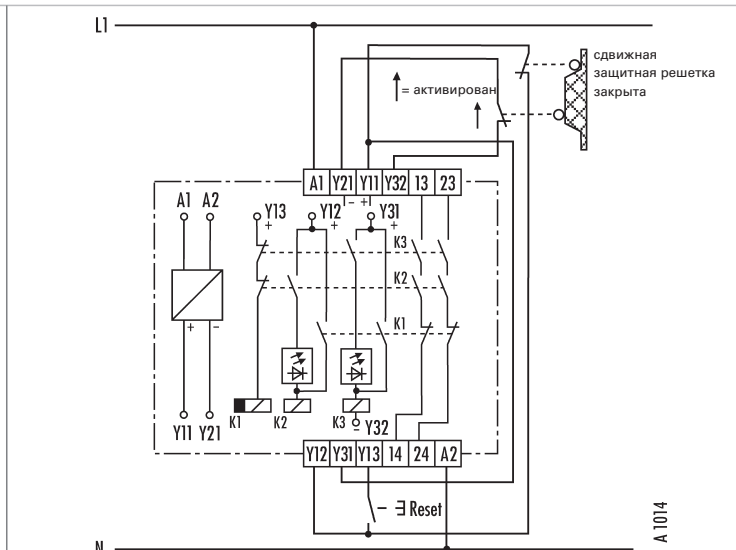 L1
сдвижная
защитная решетка
закрыта
= активирован
A1 Y21 Y11 Y32 13 23
- +
A1 A2 Y13 Y12 Y31
+ + +
K3
K2
K1
+ -
K1 K2 K3 - Y32
Y11 Y21
Y12 Y31 Y13 14 24 A2
Reset
A 1014
N